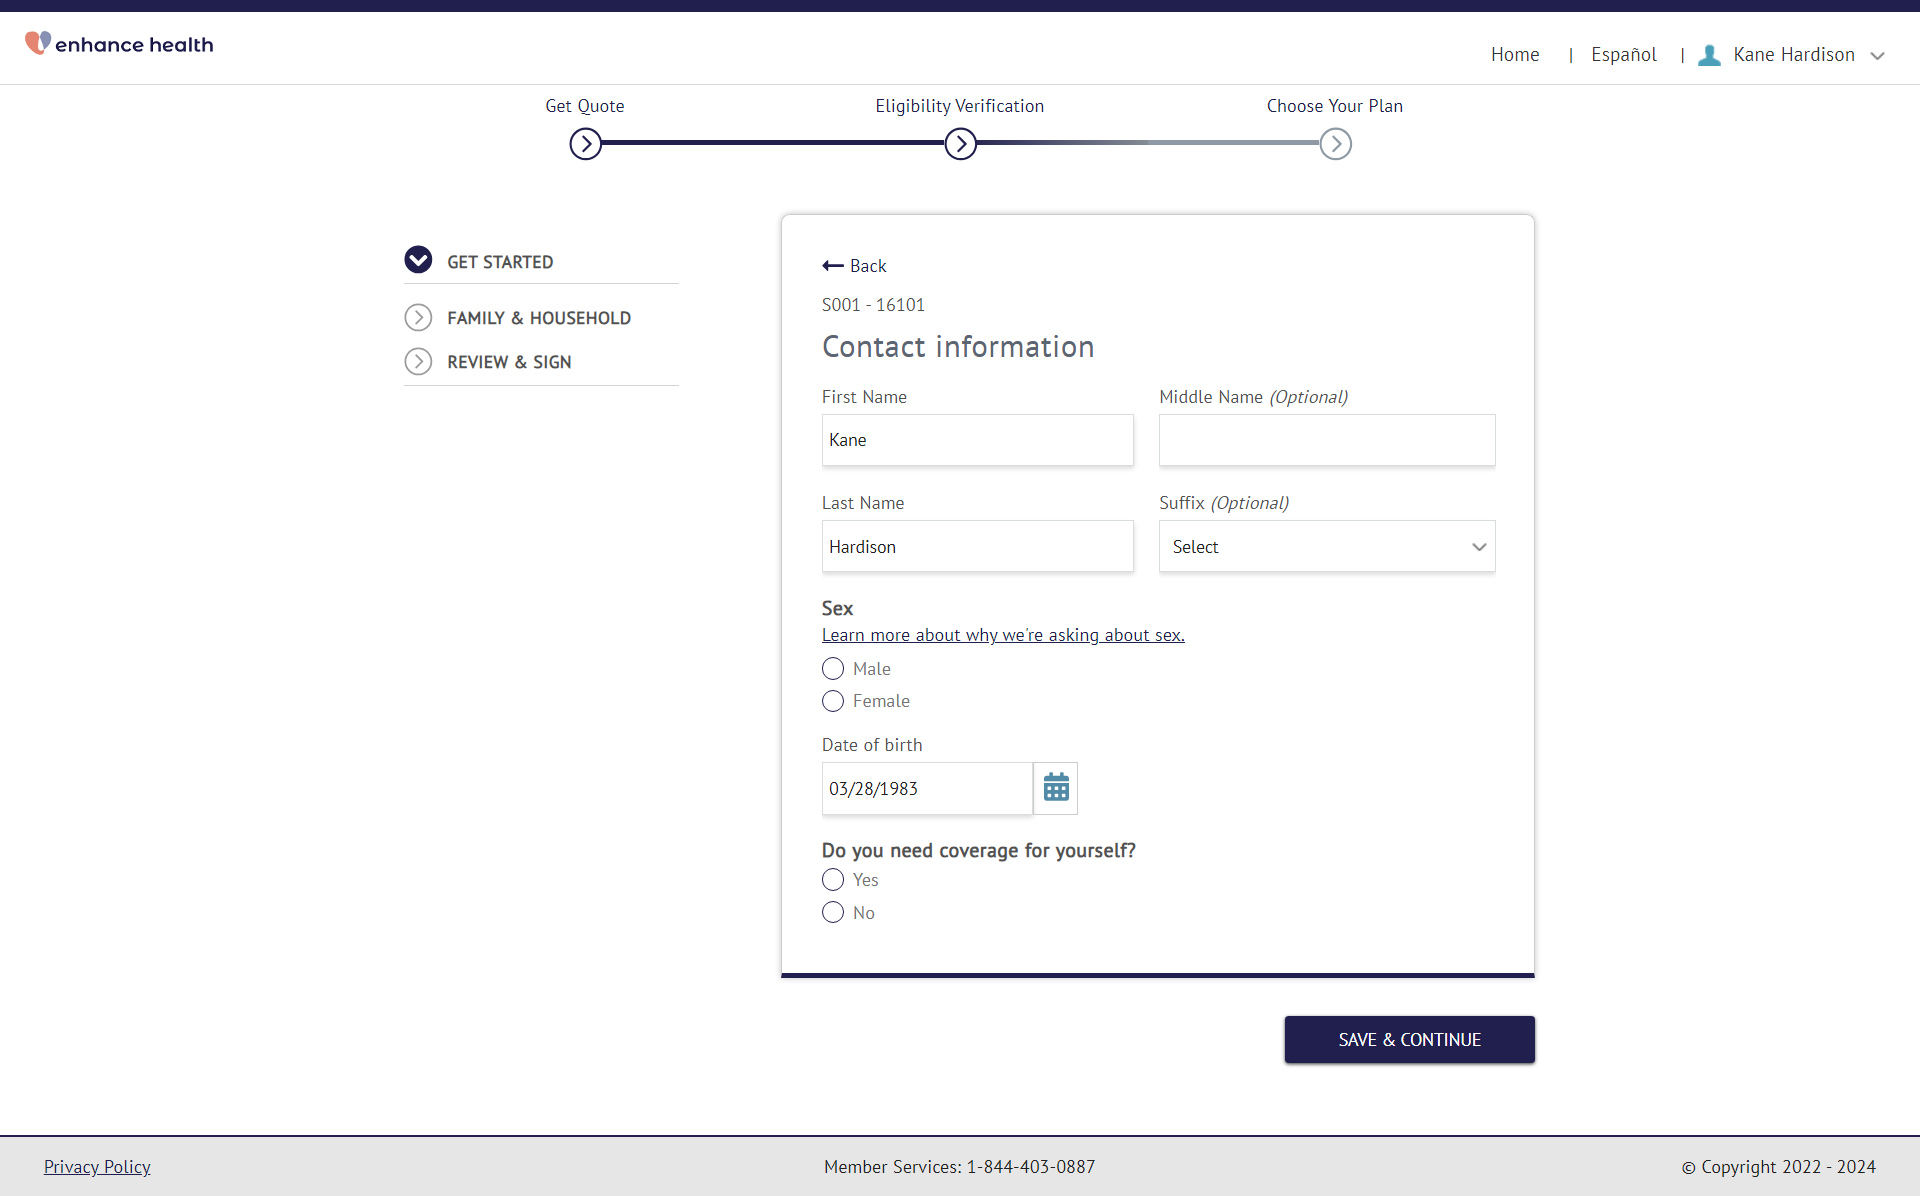 enhance health
Home | Español | Kane Hardison
Get Quote
Eligibility Verification
Choose Your Plan
GET STARTED
FAMILY & HOUSEHOLD
REVIEW & SIGN
Back
S001 - 16101
Contact information
First Name
Middle Name (Optional)
Kane
Last Name
Suffix (Optional)
Hardison
Select
Sex
Learn more about why we're asking about sex.
Male
Female
Date of birth
03/28/1983
Do you need coverage for yourself?
Yes
No
SAVE & CONTINUE
Privacy Policy
Member Services: 1-844-403-0887
© Copyright 2022 - 2024